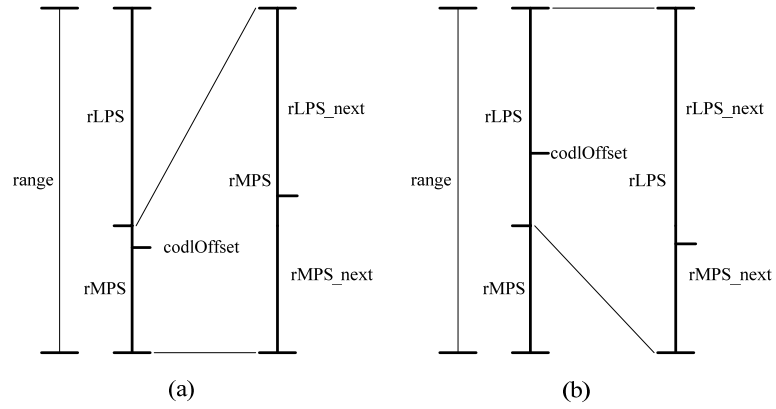 rLPS
rLPS_next
range
rMPS
codIOffset
rMPS
rMPS_next
(a)
rLPS
rLPS_next
codIOffset
range
rLPS
rMPS
rMPS_next
(b)